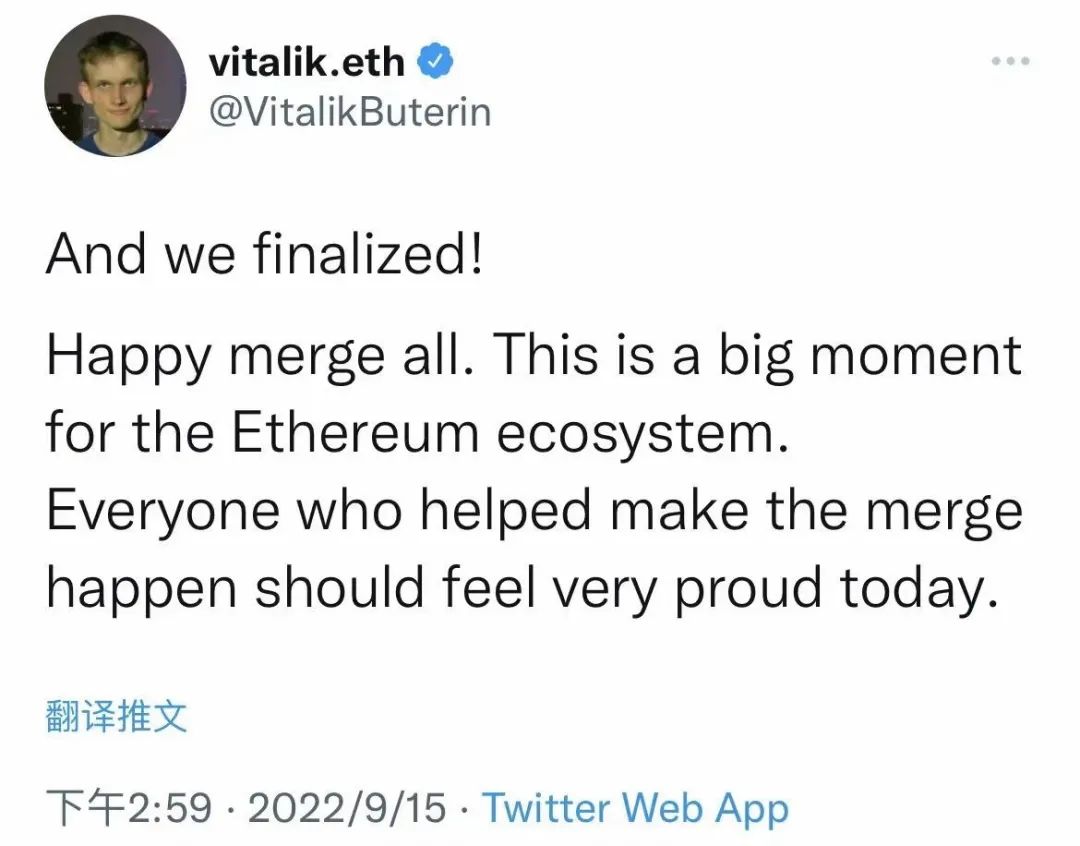 vitalik.eth
@VitalikButerin
And we finalized!
Happy merge all. This is a big moment
for the Ethereum ecosystem.
Everyone who helped make the merge
happen should feel very proud today.
翻译推文
下午2:59 · 2022/9/15 · Twitter Web App